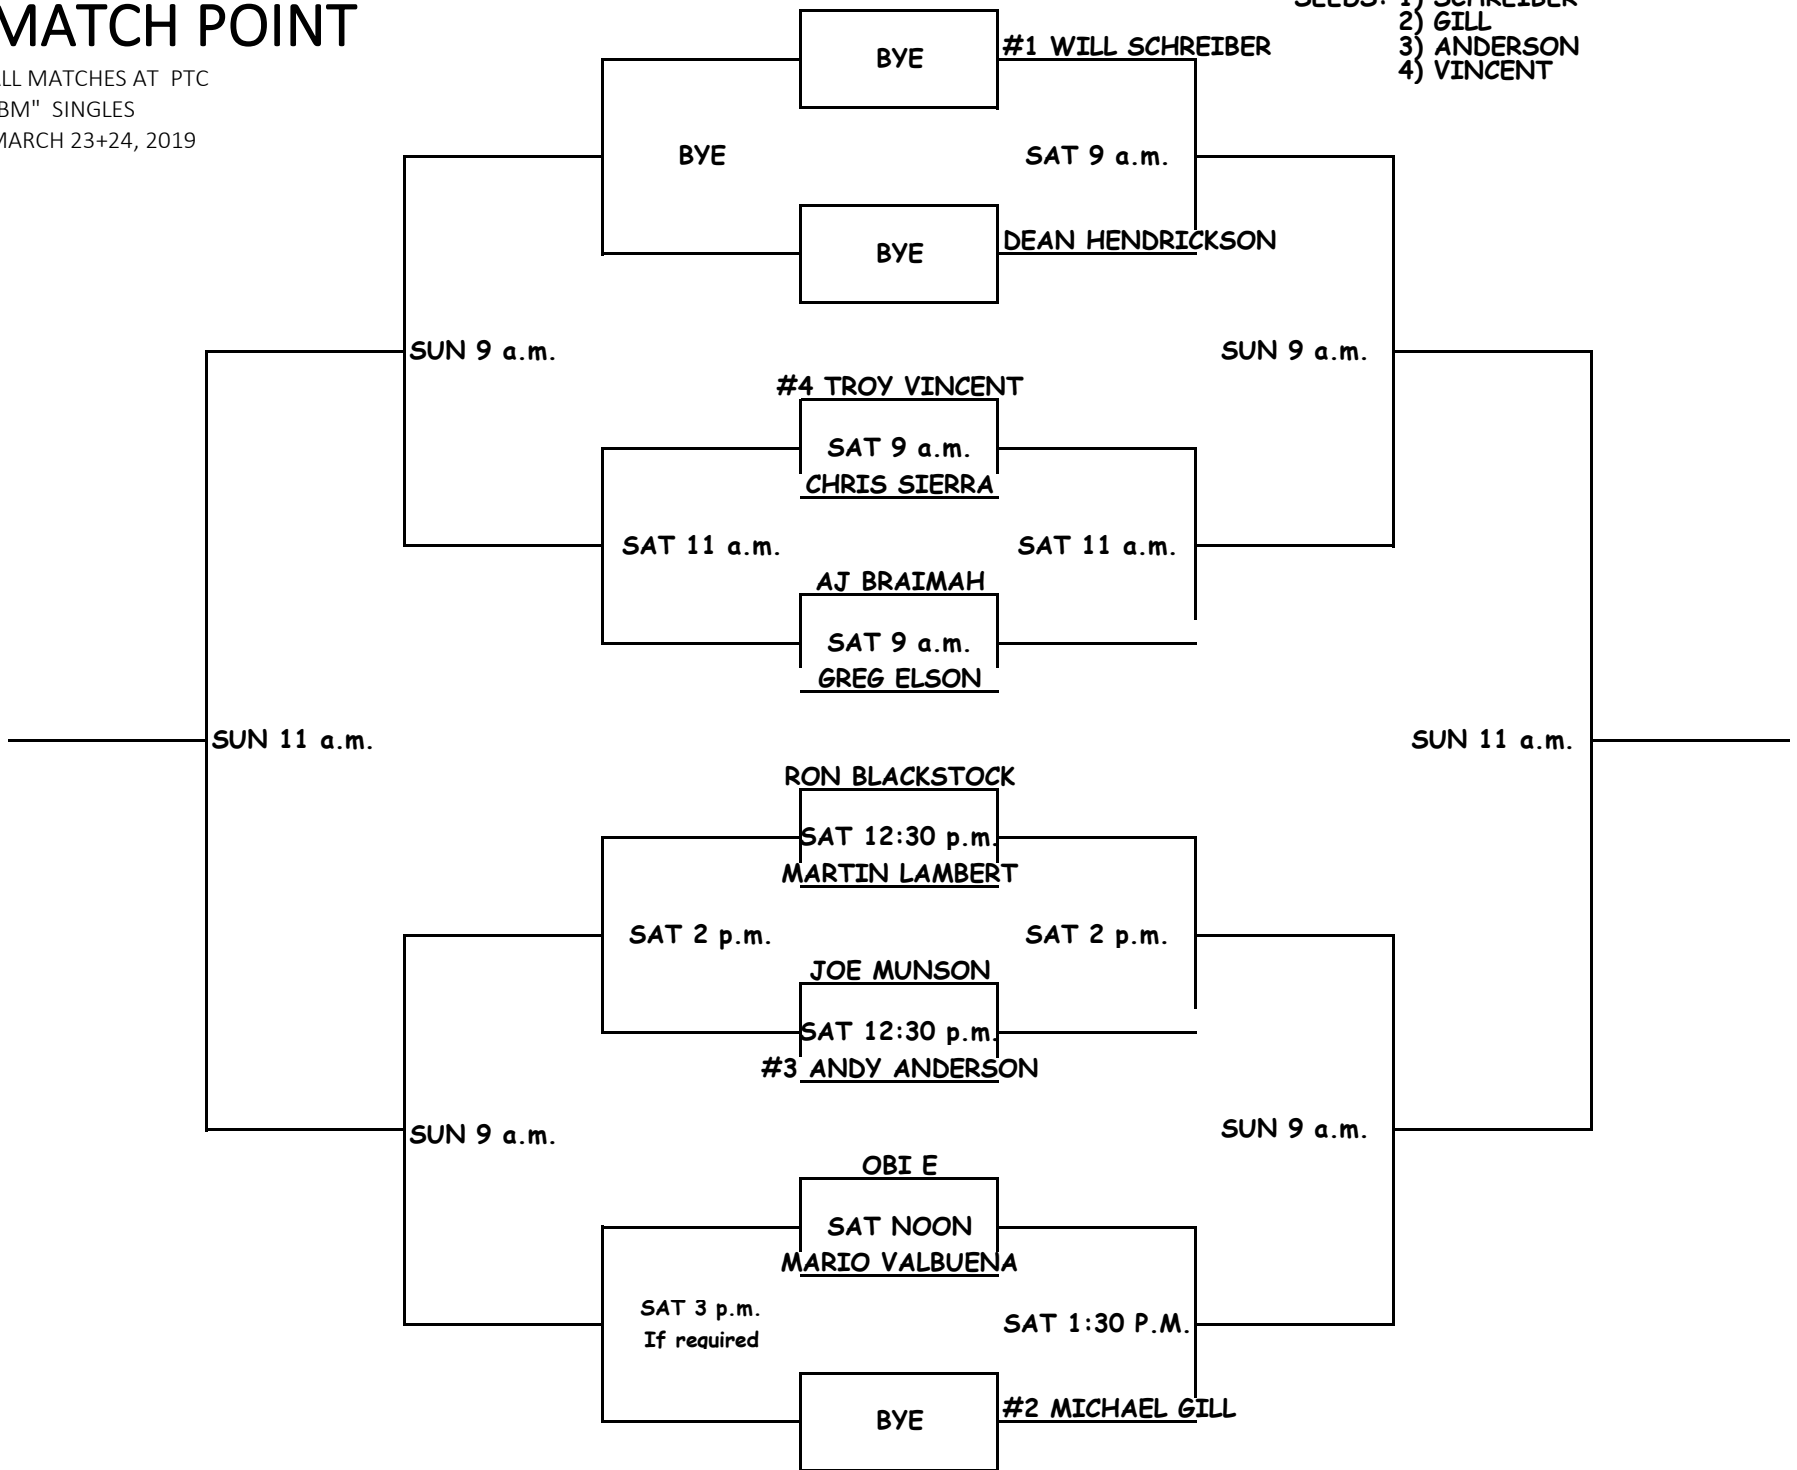 MATCH POINT
ALL MATCHES AT PTC
"BM" SINGLES
MARCH 23+24, 2019
SEEDS: 1) SCHREIBER
2) GILL
3) ANDERSON
4) VINCENT
BYE
#1 WILL SCHREIBER
BYE
SAT 9 a.m.
BYE
DEAN HENDRICKSON
SUN 9 a.m.
SUN 9 a.m.
#4 TROY VINCENT
SAT 9 a.m.
CHRIS SIERRA
SAT 11 a.m.
SAT 11 a.m.
AJ BRAIMAH
SAT 9 a.m.
GREG ELSON
SUN 11 a.m.
SUN 11 a.m.
RON BLACKSTOCK
SAT 12:30 p.m.
MARTIN LAMBERT
SAT 2 p.m.
SAT 2 p.m.
JOE MUNSON
SAT 12:30 p.m.
#3 ANDY ANDERSON
SUN 9 a.m.
SUN 9 a.m.
OBI E
SAT NOON
MARIO VALBUENA
SAT 3 p.m.
If required
SAT 1:30 P.M.
BYE
#2 MICHAEL GILL